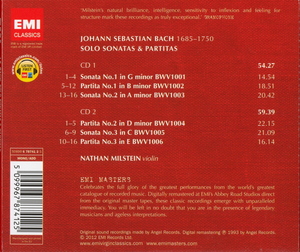 EMI
CLASSICS
'Milstein's natural brilliance, intelligence, sensitivity to inflexion and feeling for
structure mark these recordings as truly exceptional.'
JOHANN SEBASTIAN BACH 1685–1750
SOLO SONATAS & PARTITAS
CD 1 54.27
1–4 Sonata No.1 in G minor BWV1001 14.54
5–12 Partita No.1 in B minor BWV1002 18.51
13–16 Sonata No.2 in A minor BWV1003 20.42
CD 2 59.39
1–5 Partita No.2 in D minor BWV1004 22.15
6–9 Sonata No.3 in C BWV1005 21.09
10–16 Partita No.3 in E BWV1006 16.14
NATHAN MILSTEIN violin
EMI MASTERS
Celebrates the full glory of the greatest performances from the world's greatest
catalogue of recorded music. Digitally remastered at EMI's Abbey Road Studios direct
from the original master tapes, these classic recordings emerge with unparalleled
immediacy. You will be left in no doubt that you are in the presence of legendary
musicians and ageless interpretations.
Original sound recordings made by Angel Records. Digital remastering ℗ 1993 by Angel Records.
© 2012 EMI Records Ltd.
www.emiclassics.com www.emimasters.com